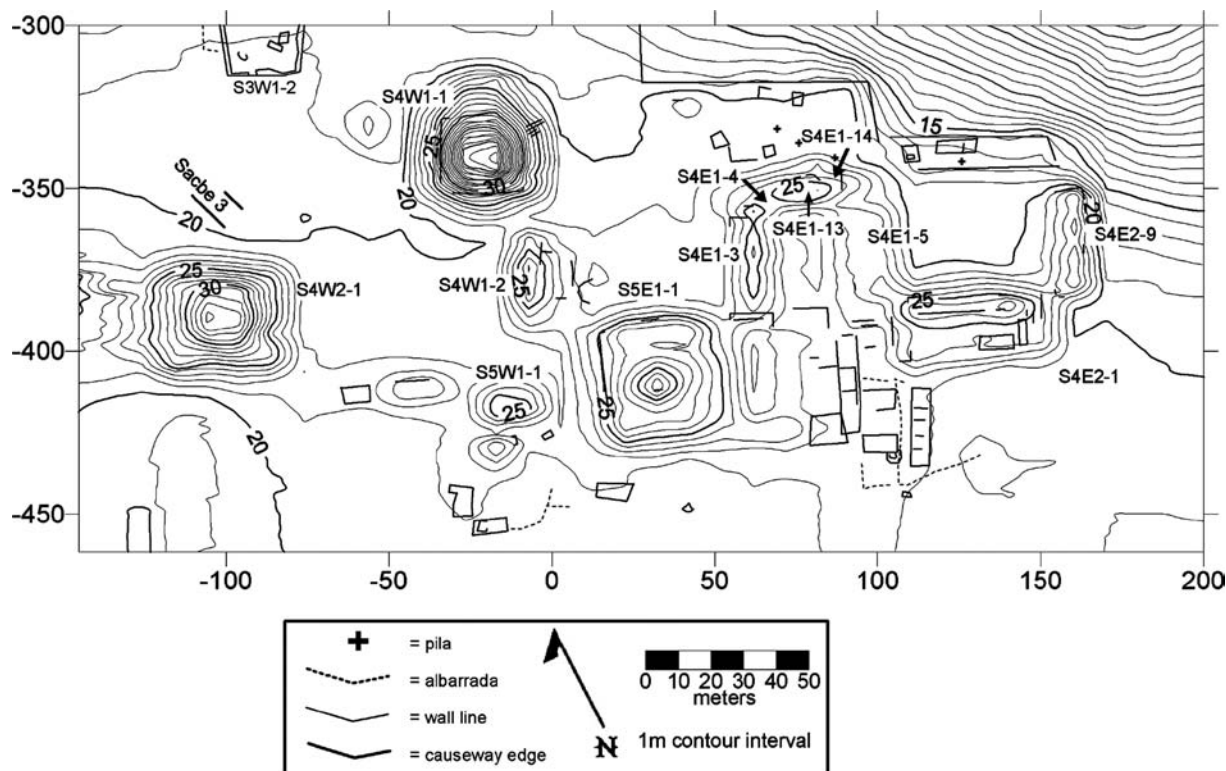 -300
-350
-400
-450
-100
-50
0
50
100
150
200
S3W1-2
S4W1-1
25
30
20
Sacbe 3
20
25
30
S4W2-1
S4W1-2
25
S5W1-1
25
20
S5E1-1
25
S4E1-14
S4E1-4
25
S4E1-13
S4E1-3
S4E1-5
15
20
S4E2-9
25
S4E2-1
= pila
= albarrada
= wall line
= causeway edge
N
0 10 20 30 40 50
meters
1m contour interval